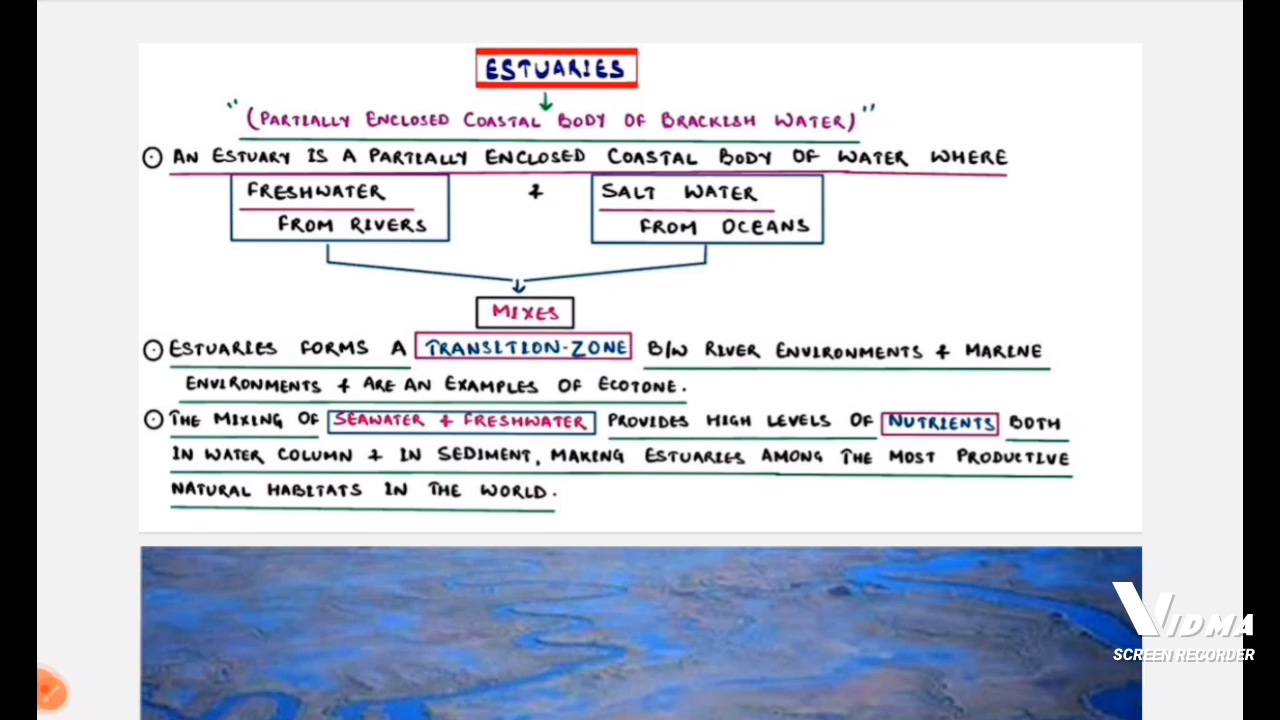 ESTUARIES
"(PARTIALLY ENCLOSED COASTAL BODY OF BRACKISH WATER)"
AN ESTUARY IS A PARTIALLY ENCLOSED COASTAL BODY OF WATER WHERE
FRESHWATER + SALT WATER
FROM RIVERS FROM OCEANS
MIXES
ESTUARIES FORMS A TRANSITION-ZONE B/W RIVER ENVIRONMENTS + MARINE
ENVIRONMENTS + ARE AN EXAMPLES OF ECOTONE.
THE MIXING OF SEAWATER + FRESHWATER PROVIDES HIGH LEVELS OF NUTRIENTS BOTH
IN WATER COLUMN + IN SEDIMENT, MAKING ESTUARIES AMONG THE MOST PRODUCTIVE
NATURAL HABITATS IN THE WORLD.
VIDMA
SCREEN RECORDER